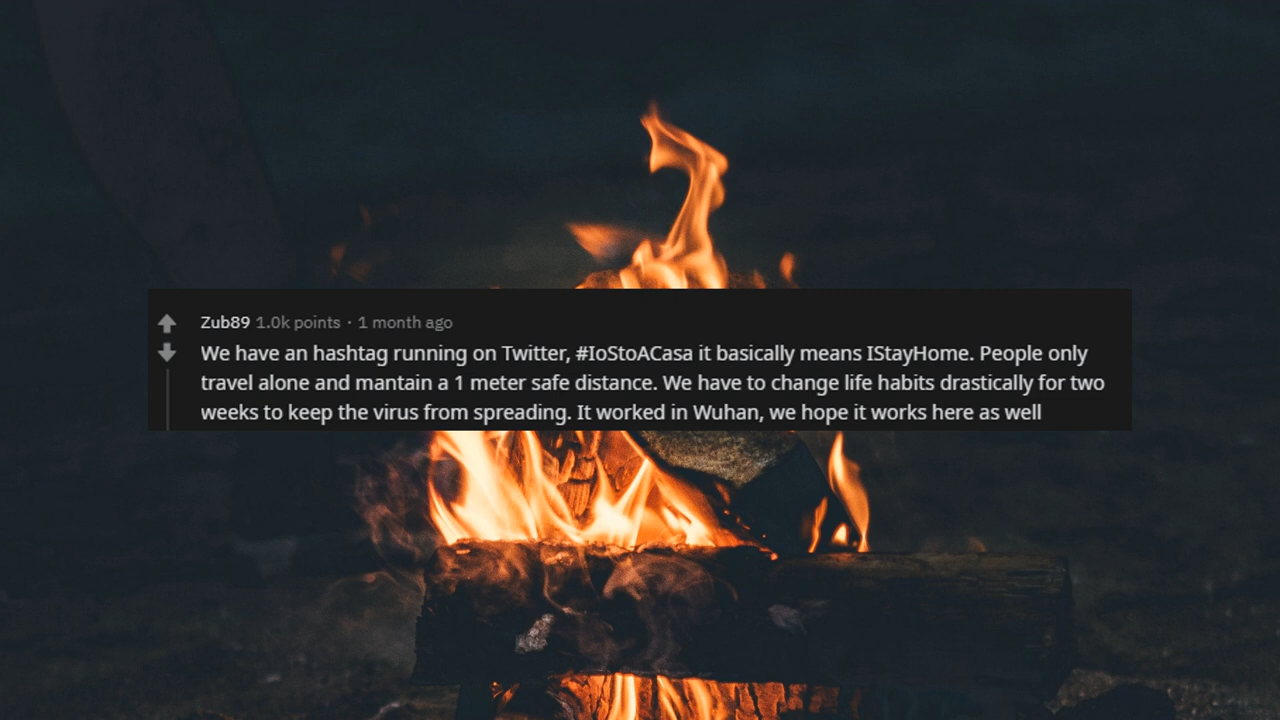 Zub89 1.0k points · 1 month ago
We have an hashtag running on Twitter, #IoStoACasa it basically means IStayHome. People only
travel alone and mantain a 1 meter safe distance. We have to change life habits drastically for two
weeks to keep the virus from spreading. It worked in Wuhan, we hope it works here as well